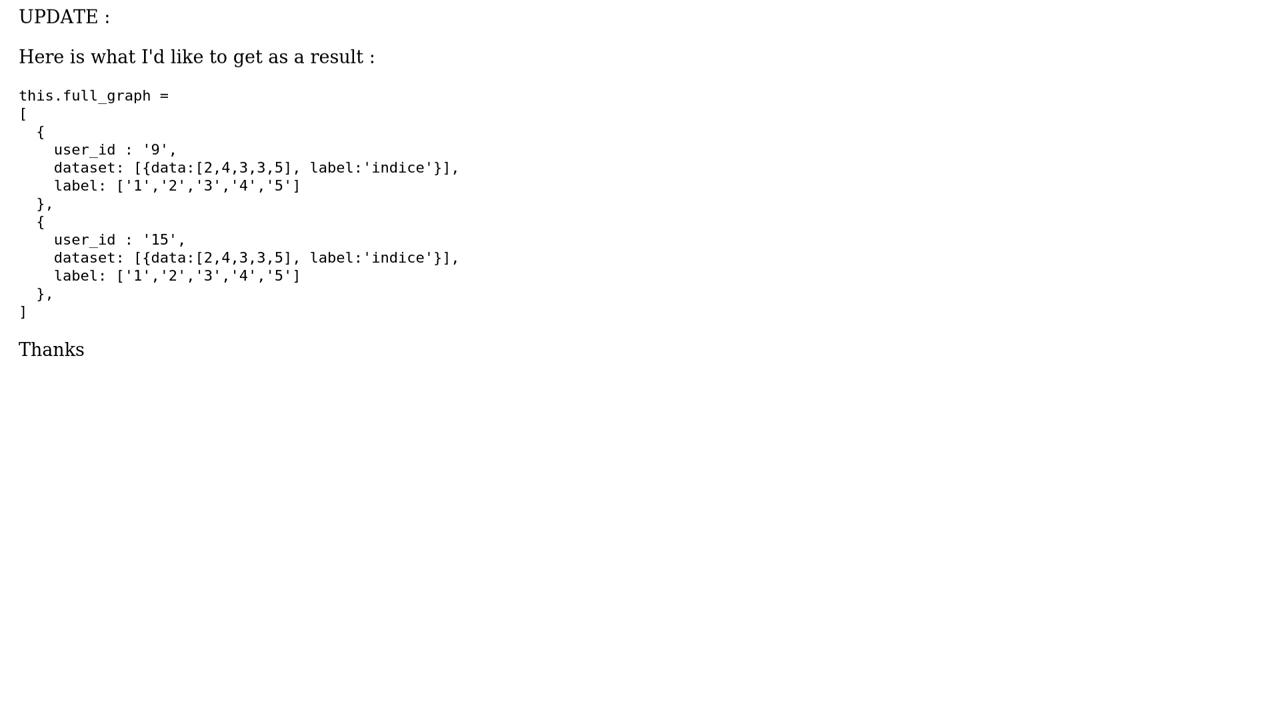 UPDATE :
Here is what I'd like to get as a result :
this.full_graph =
[
  {
    user_id : '9',
    dataset: [{data:[2,4,3,3,5], label:'indice'}],
    label: ['1','2','3','4','5']
  },
  {
    user_id : '15',
    dataset: [{data:[2,4,3,3,5], label:'indice'}],
    label: ['1','2','3','4','5']
  },
]
Thanks